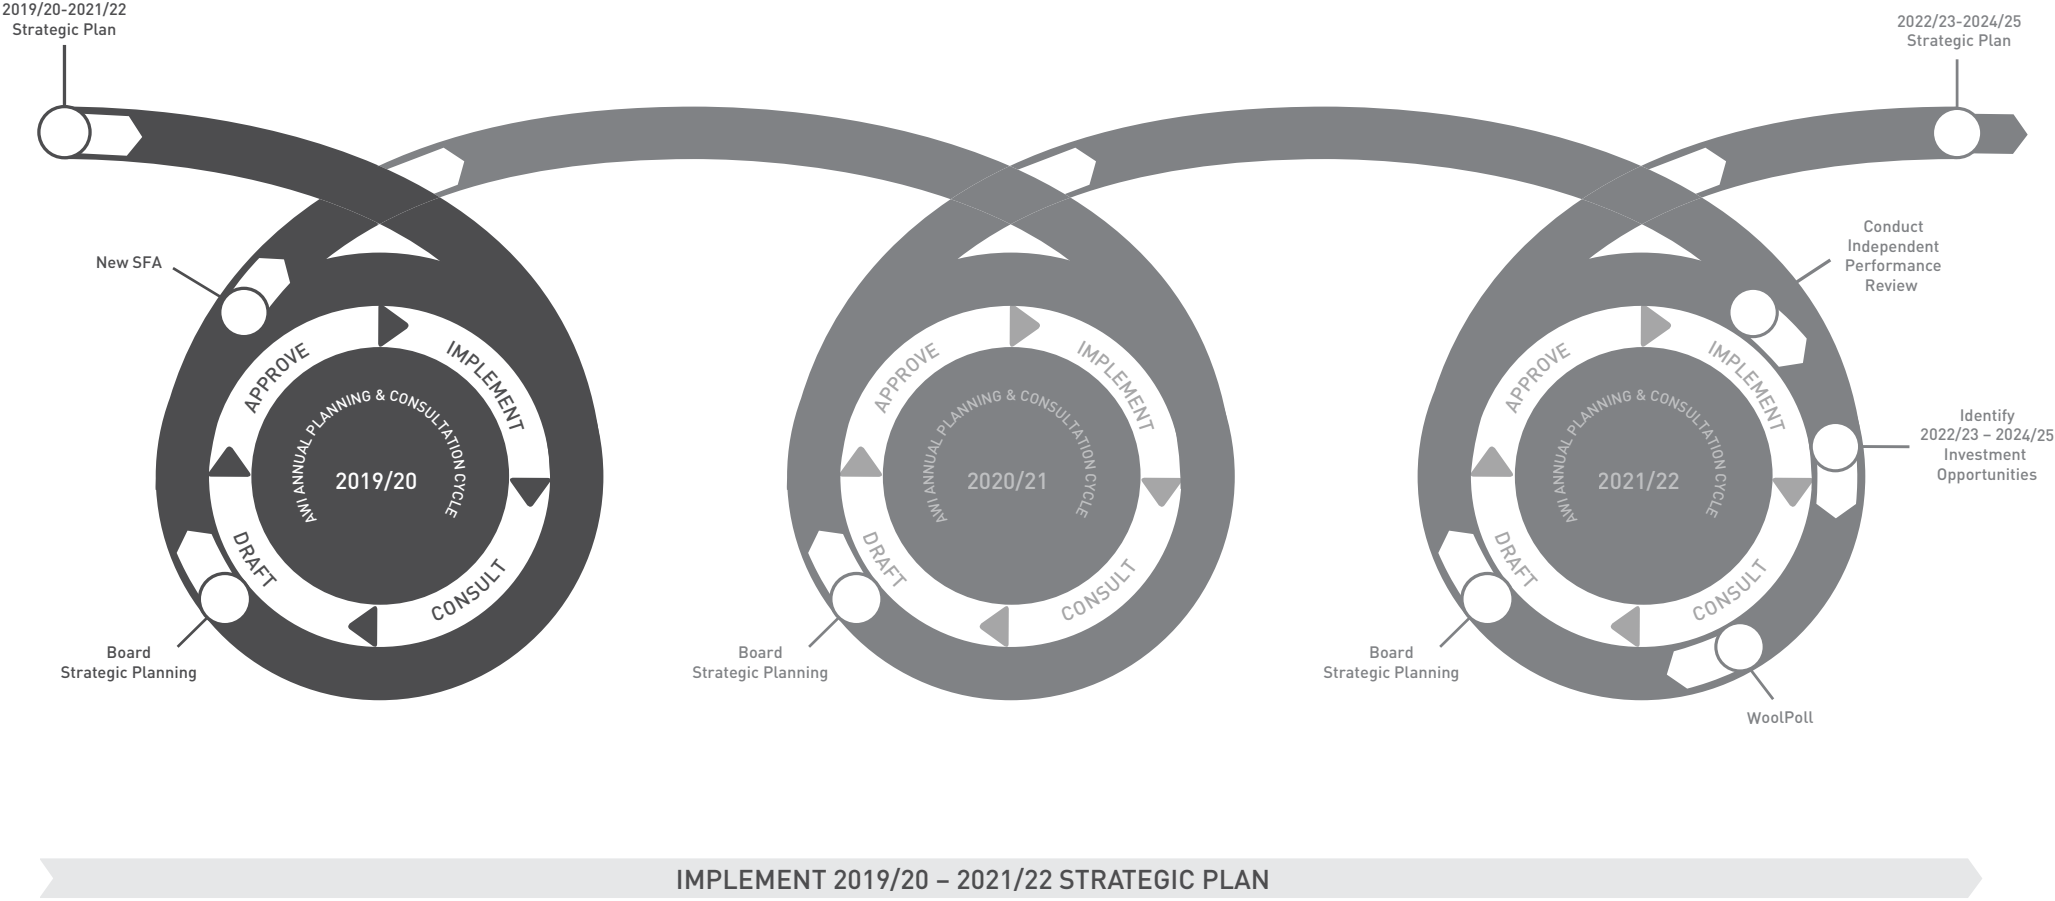 2019/20-2021/22
Strategic Plan
2022/23-2024/25
Strategic Plan
New SFA
APPROVE
IMPLEMENT
AWI ANNUAL PLANNING & CONSULTATION CYCLE
2019/20
DRAFT
CONSULT
Board
Strategic Planning
APPROVE
IMPLEMENT
AWI ANNUAL PLANNING & CONSULTATION CYCLE
2020/21
DRAFT
CONSULT
Board
Strategic Planning
Conduct
Independent
Performance
Review
APPROVE
IMPLEMENT
AWI ANNUAL PLANNING & CONSULTATION CYCLE
2021/22
Identify
2022/23 – 2024/25
Investment
Opportunities
DRAFT
CONSULT
Board
Strategic Planning
WoolPoll
IMPLEMENT 2019/20 – 2021/22 STRATEGIC PLAN